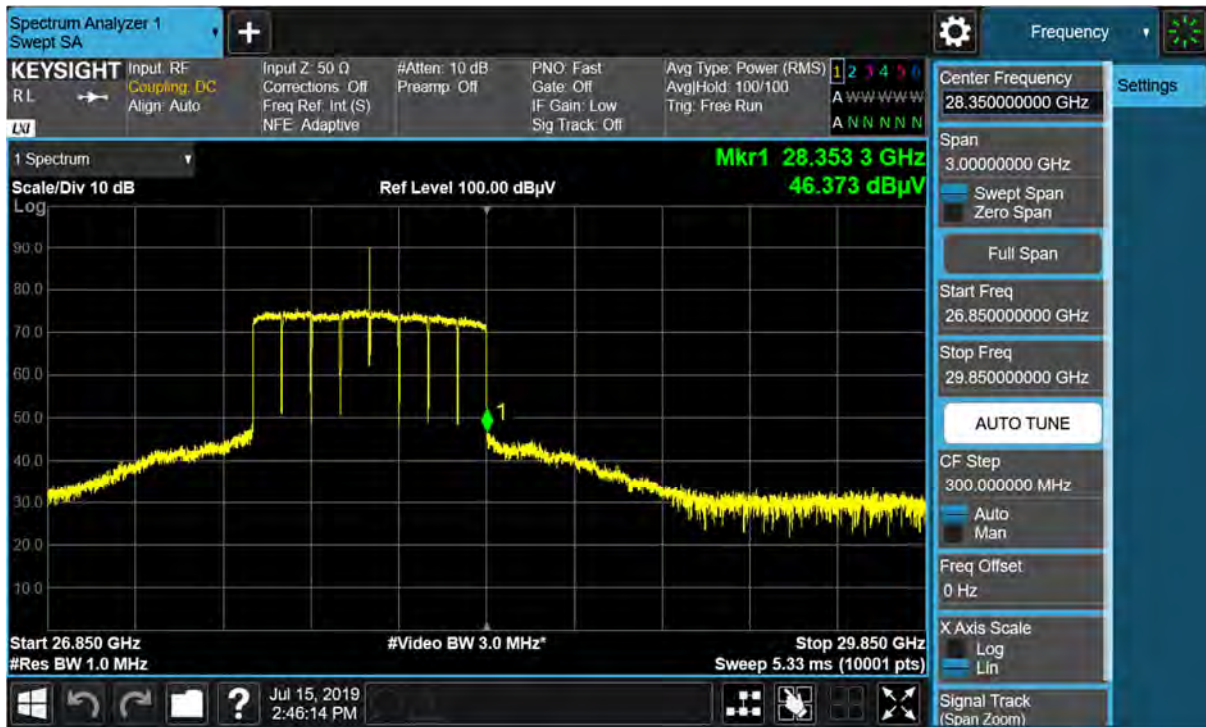 Spectrum Analyzer 1
Swept SA
+
Frequency
KEYSIGHT
RL
LXI
Input: RF
Coupling: DC
Align: Auto
Input Z: 50 Ω
Corrections: Off
Freq Ref: Int (S)
NFE: Adaptive
#Atten: 10 dB
Preamp: Off
PNO: Fast
Gate: Off
IF Gain: Low
Sig Track: Off
Avg Type: Power (RMS)
Avg|Hold: 100/100
Trig: Free Run
1 2 3 4 5 6
A W W W W W
A N N N N N
1 Spectrum
Scale/Div 10 dB
Ref Level 100.00 dBµV
Mkr1 28.353 3 GHz
46.373 dBµV
Log
90.0
80.0
70.0
60.0
50.0
40.0
30.0
20.0
10.0
1
Start 26.850 GHz
#Res BW 1.0 MHz
#Video BW 3.0 MHz*
Stop 29.850 GHz
Sweep 5.33 ms (10001 pts)
Center Frequency
28.350000000 GHz
Span
3.00000000 GHz
Swept Span
Zero Span
Full Span
Start Freq
26.850000000 GHz
Stop Freq
29.850000000 GHz
AUTO TUNE
CF Step
300.000000 MHz
Auto
Man
Freq Offset
0 Hz
X Axis Scale
Log
Lin
Signal Track
(Span Zoom)
Settings
?
Jul 15, 2019
2:46:14 PM